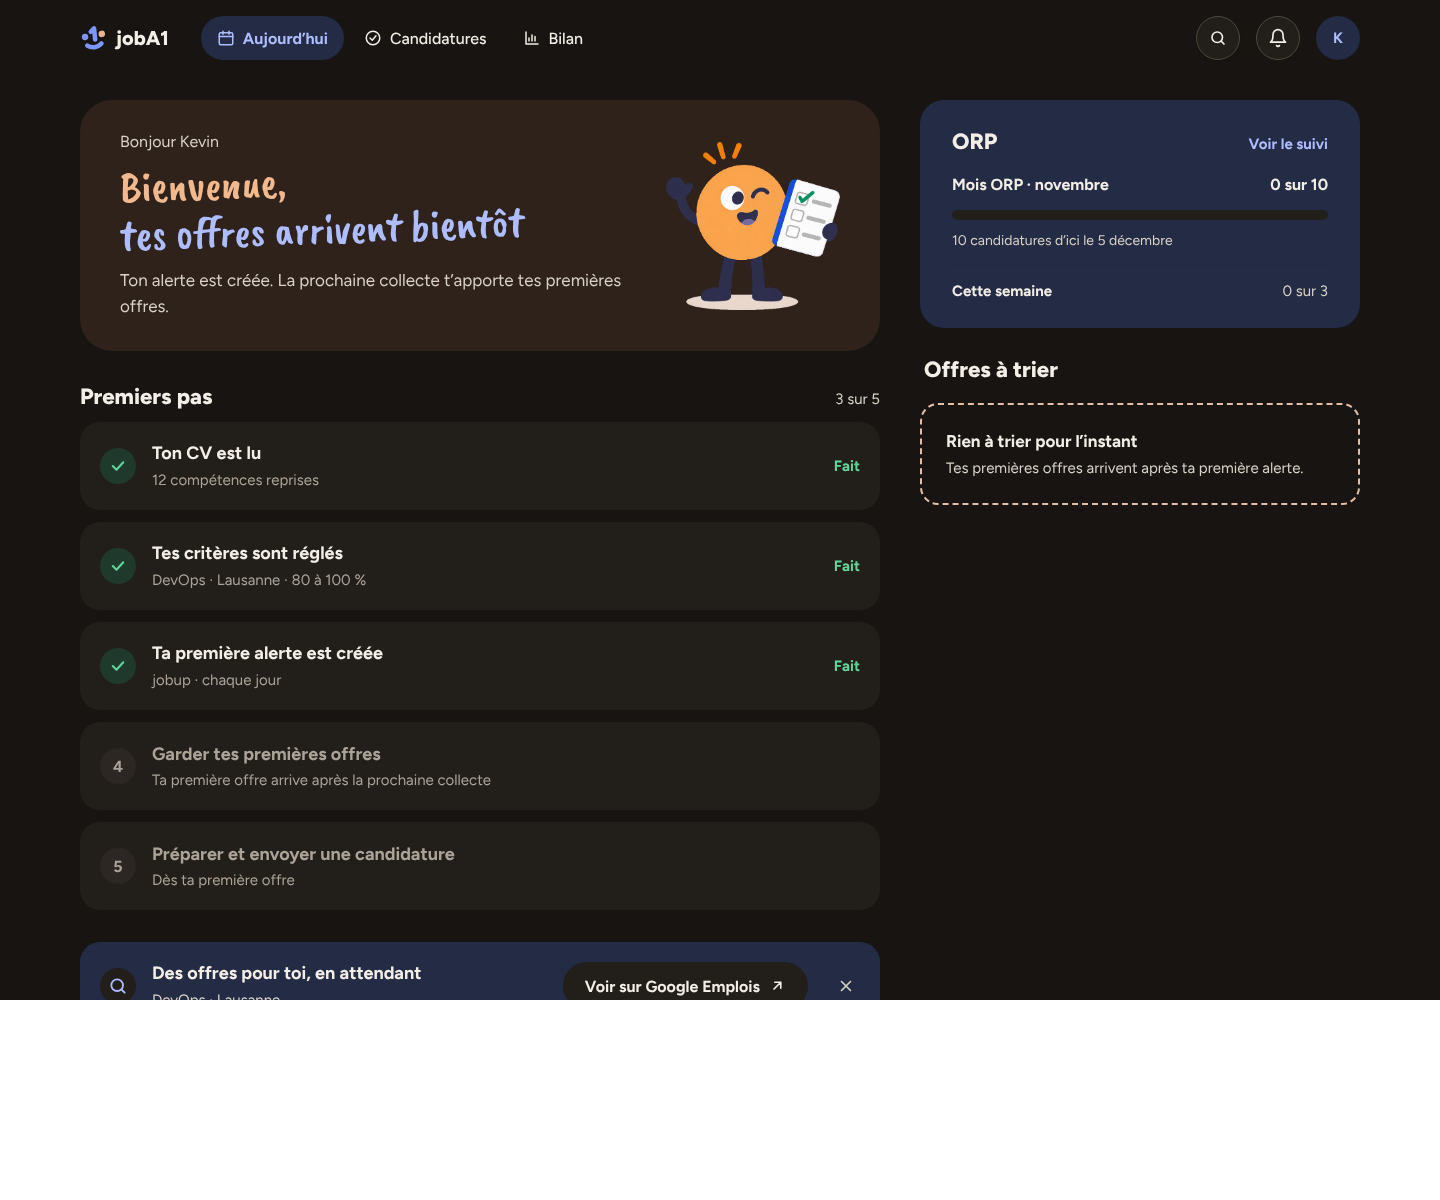 jobA1
Aujourd’hui
Candidatures
Bilan
K
Bonjour Kevin
Bienvenue,
tes offres arrivent bientôt
Ton alerte est créée. La prochaine collecte t’apporte tes premières
offres.
ORP
Voir le suivi
Mois ORP · novembre
0 sur 10
10 candidatures d’ici le 5 décembre
Cette semaine
0 sur 3
Offres à trier
Rien à trier pour l’instant
Tes premières offres arrivent après ta première alerte.
Premiers pas
3 sur 5
Ton CV est lu
12 compétences reprises
Fait
Tes critères sont réglés
DevOps · Lausanne · 80 à 100 %
Fait
Ta première alerte est créée
jobup · chaque jour
Fait
4
Garder tes premières offres
Ta première offre arrive après la prochaine collecte
5
Préparer et envoyer une candidature
Dès ta première offre
Des offres pour toi, en attendant
DevOps · Lausanne
Voir sur Google Emplois